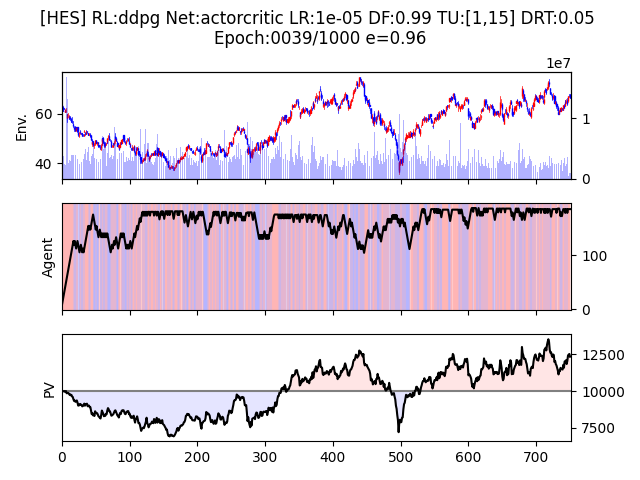 [HES] RL:ddpg Net:actorcritic LR:1e-05 DF:0.99 TU:[1,15] DRT:0.05
Epoch:0039/1000 e=0.96
1e7
Env.
60
40
1
0
Agent
100
0
PV
12500
10000
7500
0 100 200 300 400 500 600 700